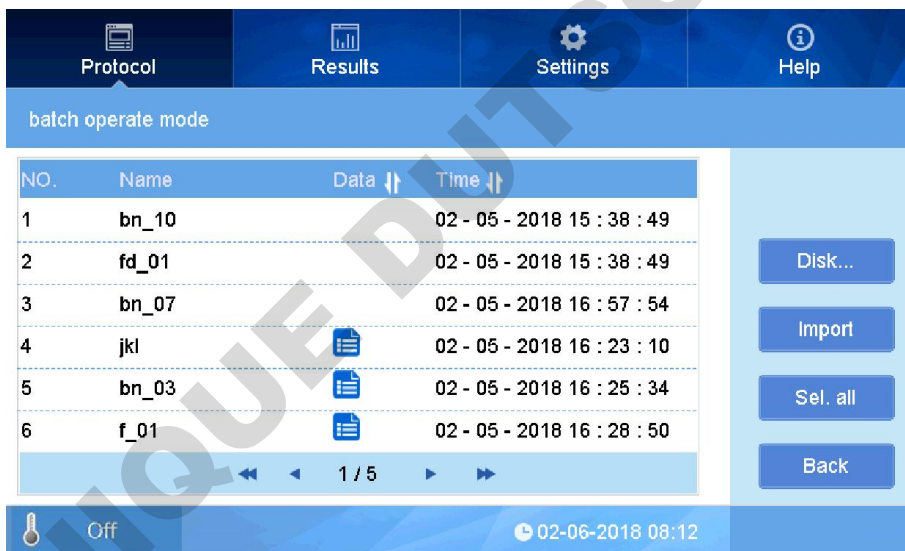 Protocol Results Settings Help
batch operate mode
NO. Name Data Time
1 bn_10 02 - 05 - 2018 15 : 38 : 49
2 fd_01 02 - 05 - 2018 15 : 38 : 49
3 bn_07 02 - 05 - 2018 16 : 57 : 54
4 jkl 02 - 05 - 2018 16 : 23 : 10
5 bn_03 02 - 05 - 2018 16 : 25 : 34
6 f_01 02 - 05 - 2018 16 : 28 : 50
1 / 5
Disk...
Import
Sel. all
Back
Off 02-06-2018 08:12